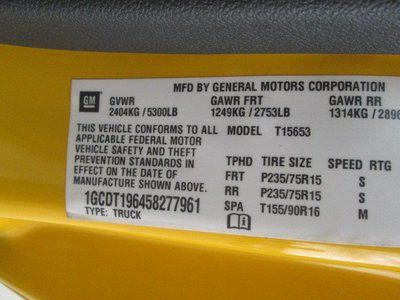 MFD BY GENERAL MOTORS CORPORATION
GM GVWR GAWR FRT GAWR RR
2404KG / 5300LB 1249KG / 2753LB 1314KG / 2896
THIS VEHICLE CONFORMS TO ALL MODEL T15653
APPLICABLE FEDERAL MOTOR
VEHICLE SAFETY AND THEFT TPHD TIRE SIZE SPEED RTG
PREVENTION STANDARDS IN FRT P235/75R15 S
EFFECT ON THE DATE OF RR P235/75R15 S
MANUFACTURE SHOWN ABOVE.
1GCDT196458277961 SPA T155/90R16 M
TYPE: TRUCK